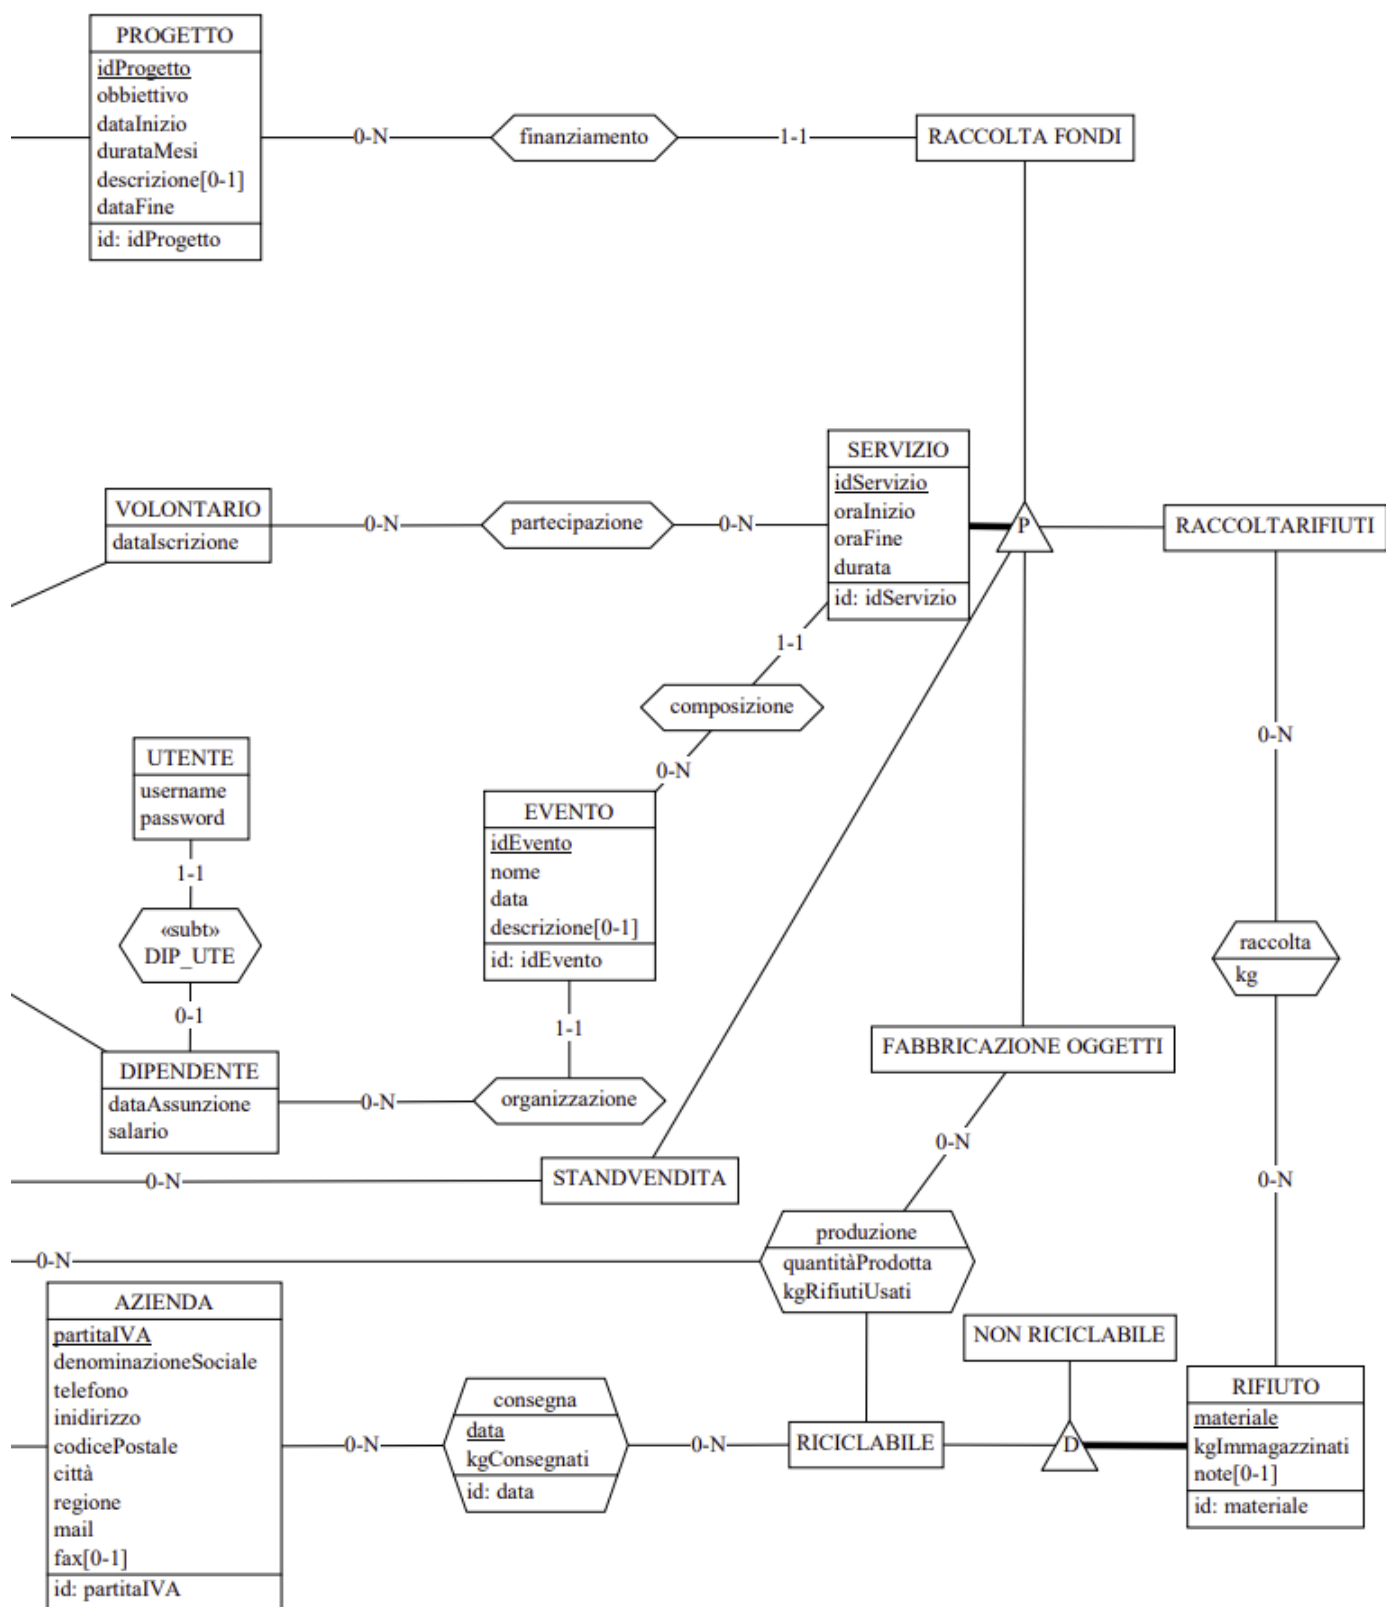 PROGETTO
idProgetto
obbiettivo
dataInizio
durataMesi
descrizione[0-1]
dataFine
id: idProgetto
0-N
finanziamento
1-1
RACCOLTA FONDI
VOLONTARIO
dataIscrizione
0-N
partecipazione
0-N
SERVIZIO
idServizio
oraInizio
oraFine
durata
id: idServizio
P
RACCOLTARIFIUTI
1-1
composizione
0-N
0-N
UTENTE
username
password
1-1
«subt»
DIP_UTE
0-1
EVENTO
idEvento
nome
data
descrizione[0-1]
id: idEvento
1-1
raccolta
kg
DIPENDENTE
dataAssunzione
salario
0-N
organizzazione
FABBRICAZIONE OGGETTI
0-N
0-N
STANDVENDITA
0-N
0-N
produzione
quantitàProdotta
kgRifiutiUsati
AZIENDA
partitaIVA
denominazioneSociale
telefono
inidirizzo
codicePostale
città
regione
mail
fax[0-1]
id: partitaIVA
0-N
consegna
data
kgConsegnati
id: data
0-N
RICICLABILE
NON RICICLABILE
D
RIFIUTO
materiale
kgImmagazzinati
note[0-1]
id: materiale